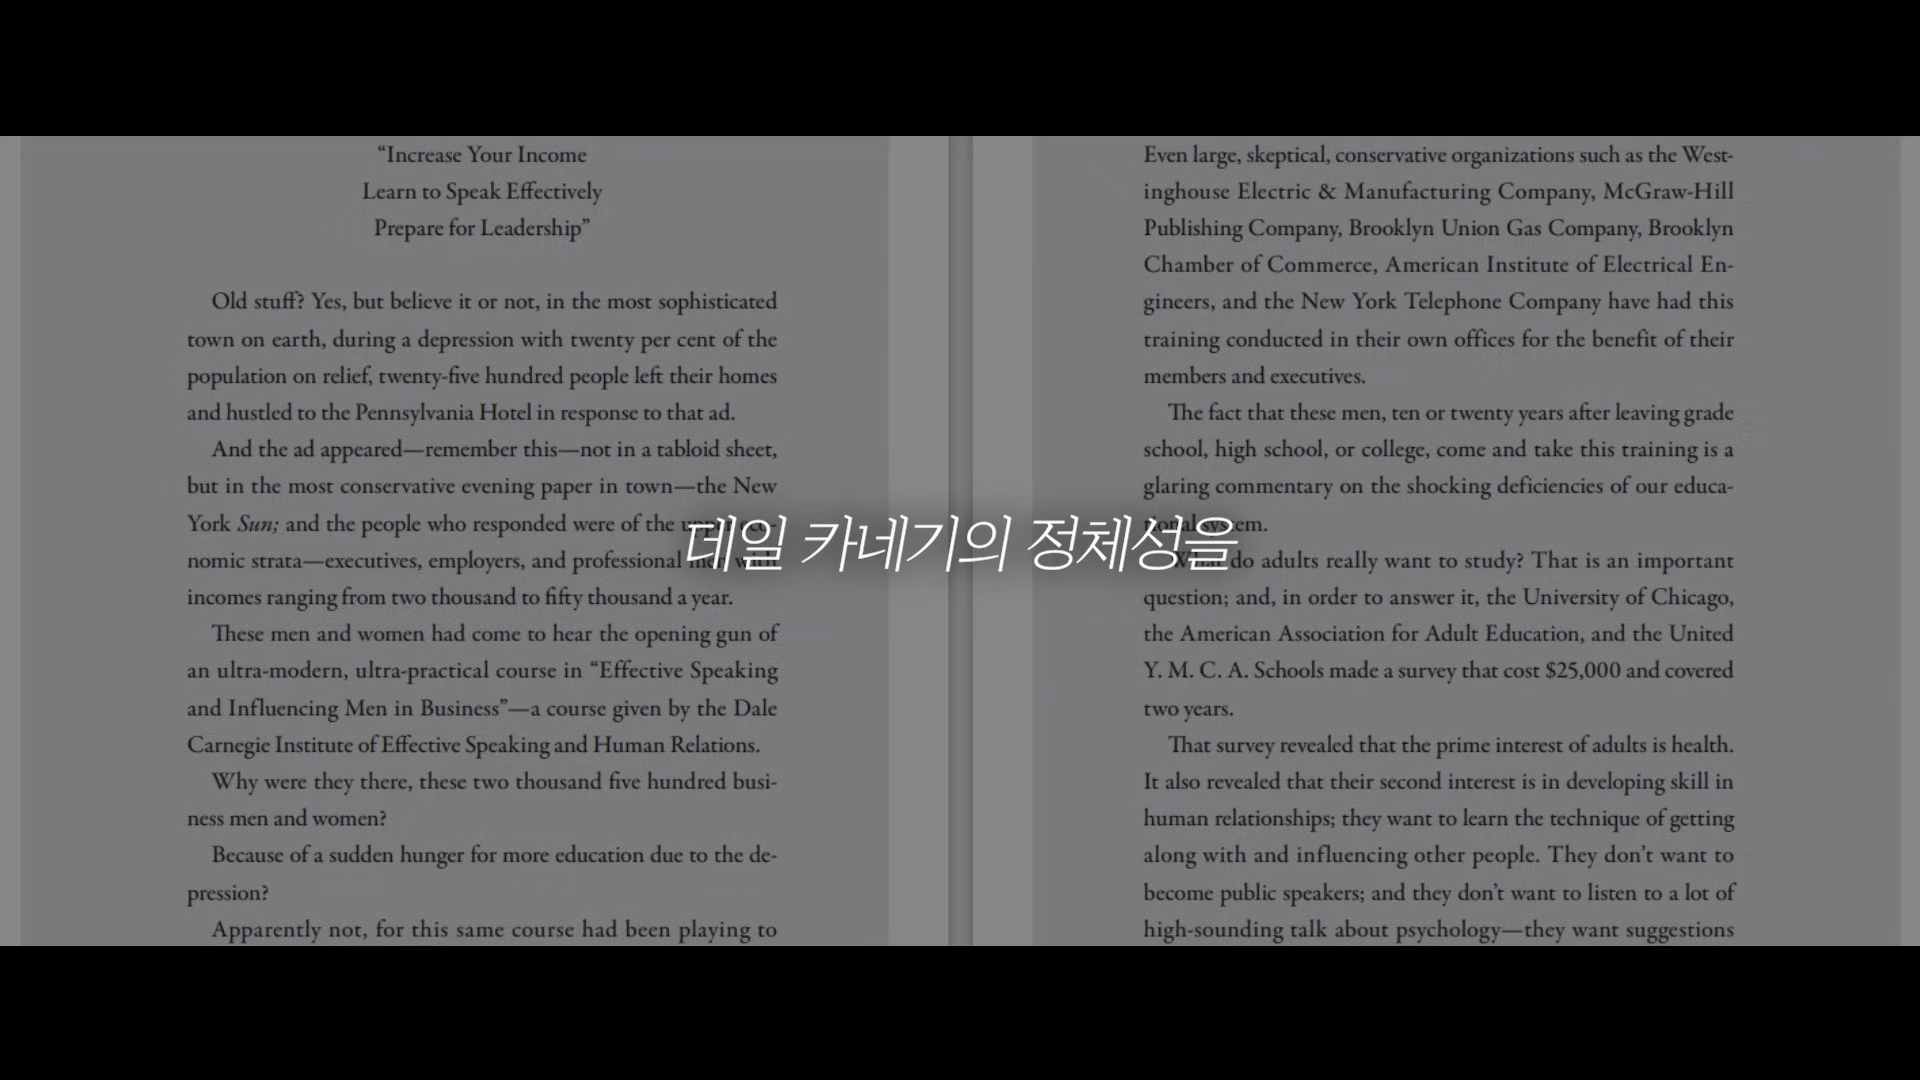 “Increase Your Income
Learn to Speak Effectively
Prepare for Leadership”
Old stuff? Yes, but believe it or not, in the most sophisticated
town on earth, during a depression with twenty per cent of the
population on relief, twenty-five hundred people left their homes
and hustled to the Pennsylvania Hotel in response to that ad.
And the ad appeared—remember this—not in a tabloid sheet,
but in the most conservative evening paper in town—the New
York Sun; and the people who responded were of the upper eco-
nomic strata—executives, employers, and professional men with
incomes ranging from two thousand to fifty thousand a year.
These men and women had come to hear the opening gun of
an ultra-modern, ultra-practical course in “Effective Speaking
and Influencing Men in Business”—a course given by the Dale
Carnegie Institute of Effective Speaking and Human Relations.
Why were they there, these two thousand five hundred busi-
ness men and women?
Because of a sudden hunger for more education due to the de-
pression?
Apparently not, for this same course had been playing to
Even large, skeptical, conservative organizations such as the West-
inghouse Electric & Manufacturing Company, McGraw-Hill
Publishing Company, Brooklyn Union Gas Company, Brooklyn
Chamber of Commerce, American Institute of Electrical En-
gineers, and the New York Telephone Company have had this
training conducted in their own offices for the benefit of their
members and executives.
The fact that these men, ten or twenty years after leaving grade
school, high school, or college, come and take this training is a
glaring commentary on the shocking deficiencies of our educa-
tional system.
What do adults really want to study? That is an important
question; and, in order to answer it, the University of Chicago,
the American Association for Adult Education, and the United
Y. M. C. A. Schools made a survey that cost $25,000 and covered
two years.
That survey revealed that the prime interest of adults is health.
It also revealed that their second interest is in developing skill in
human relationships; they want to learn the technique of getting
along with and influencing other people. They don’t want to
become public speakers; and they don’t want to listen to a lot of
high-sounding talk about psychology—they want suggestions
데일 카네기의 정체성을